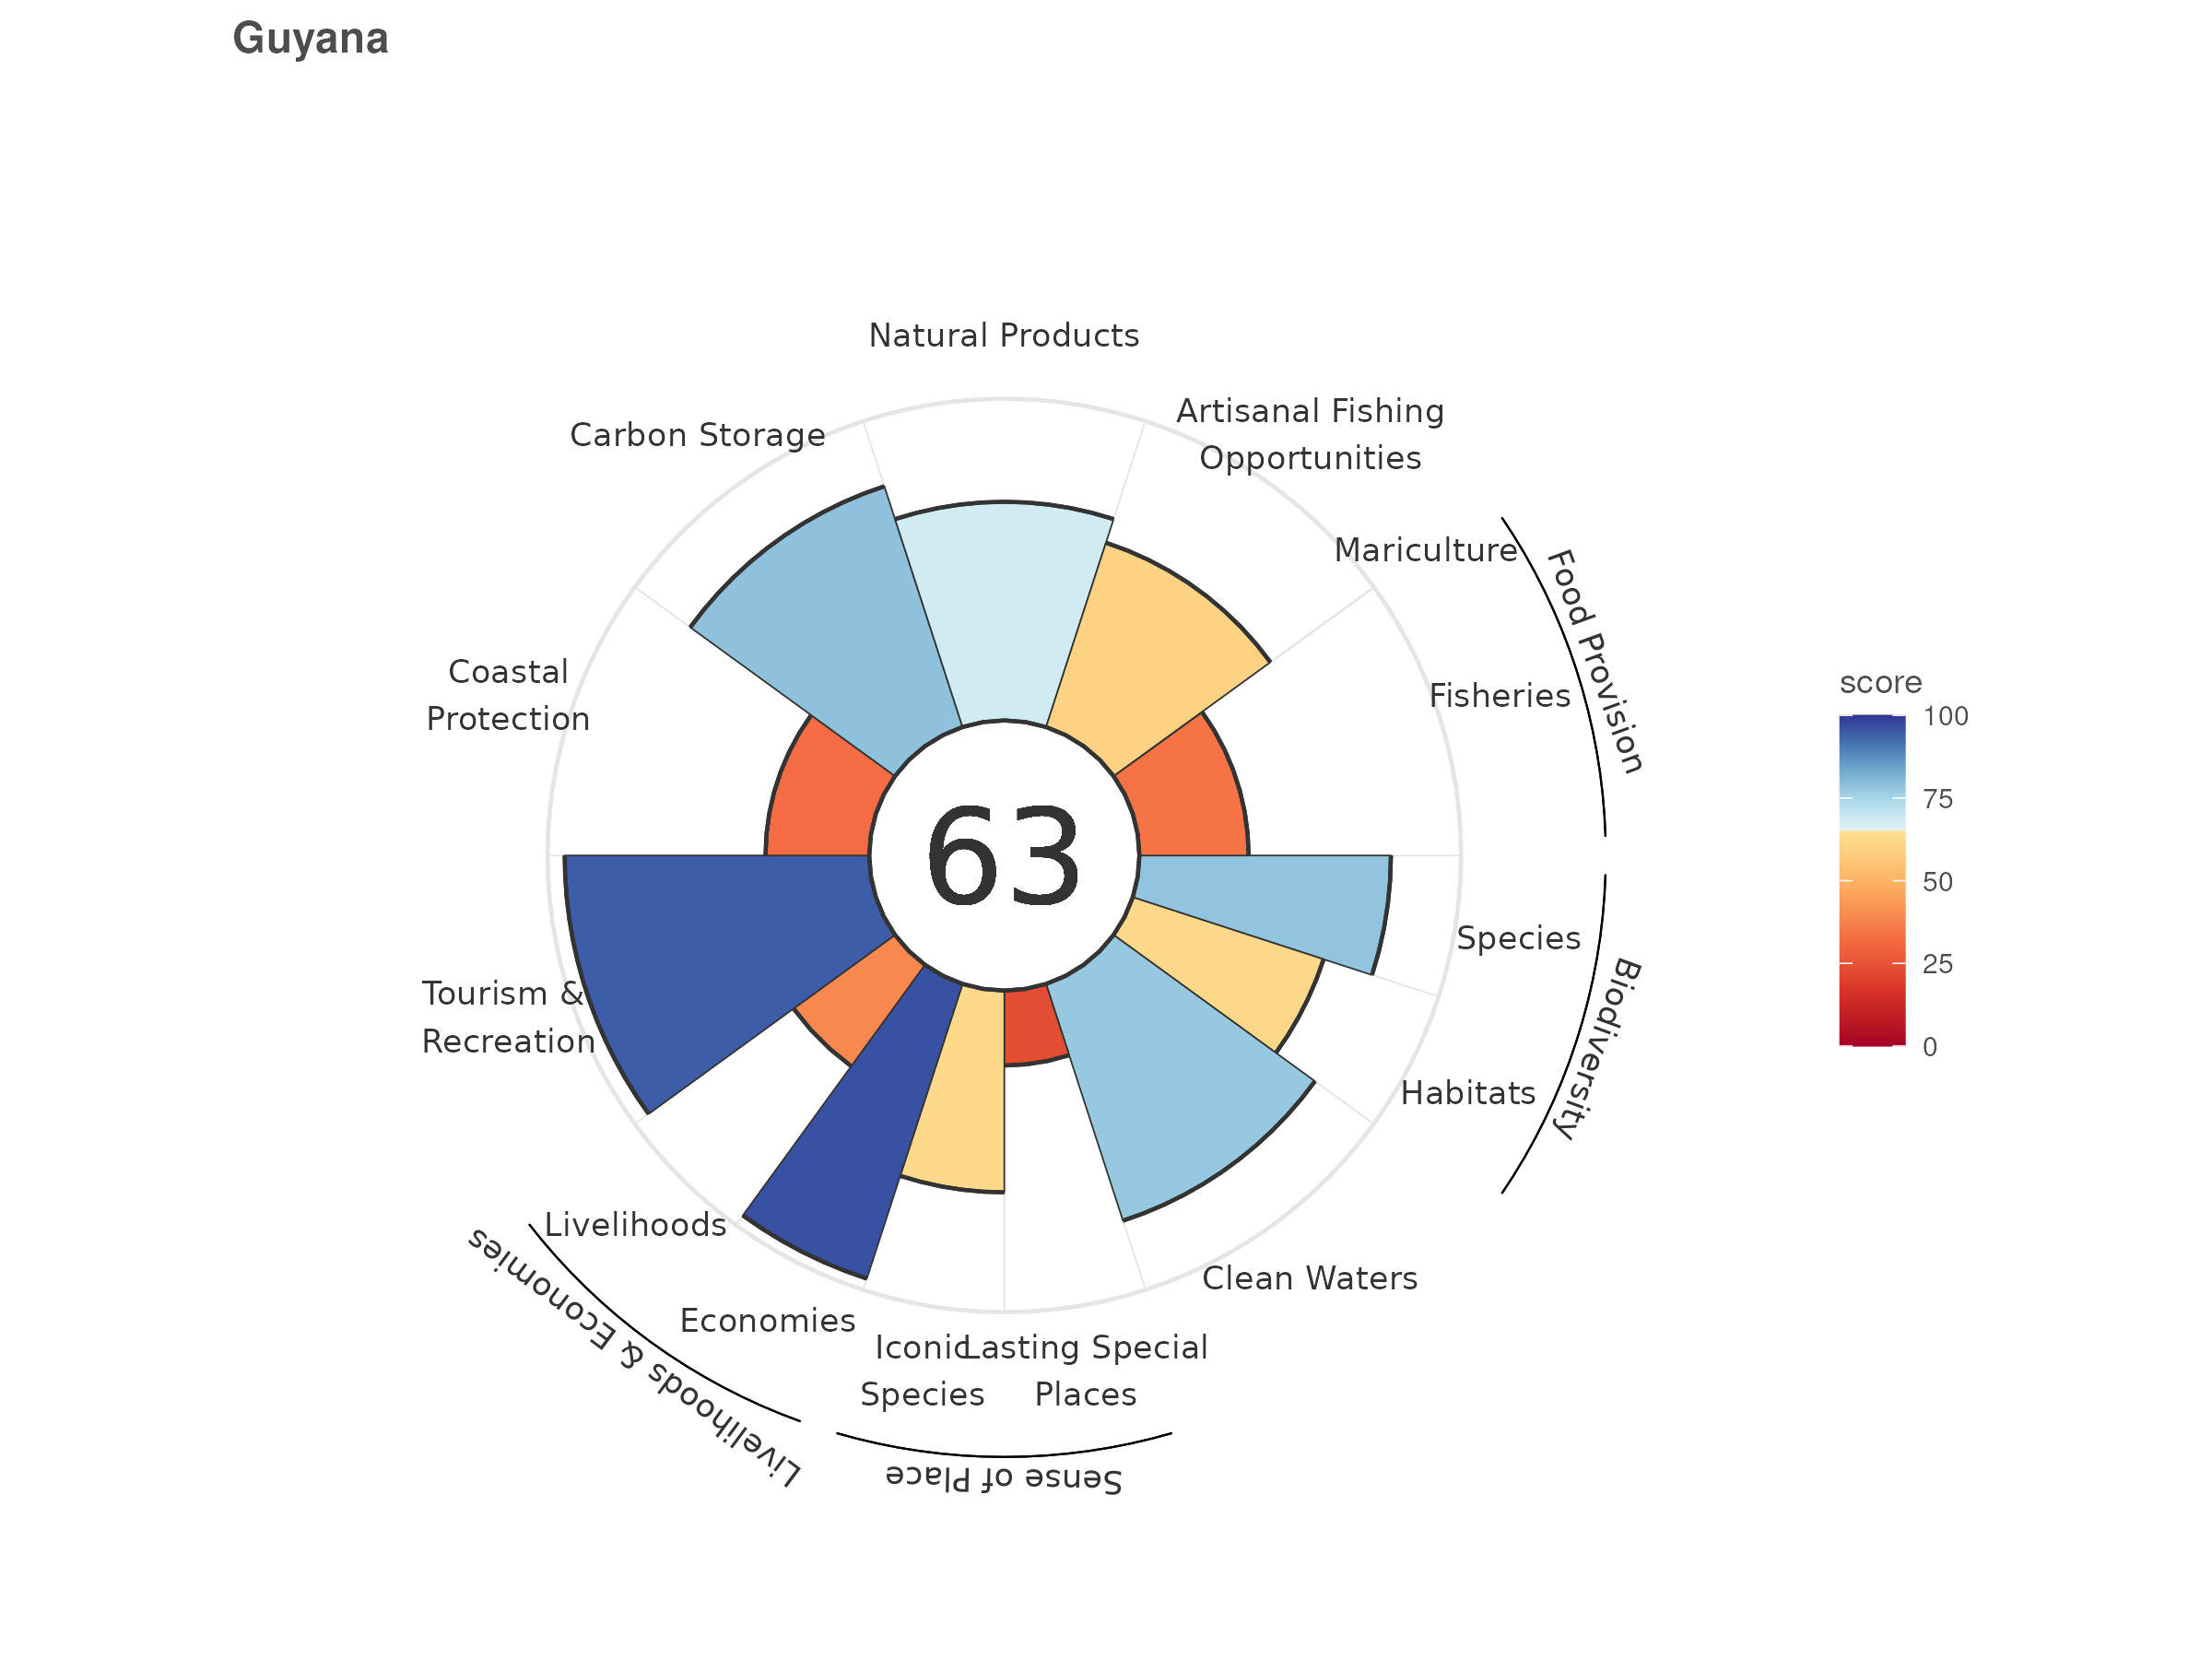 Guyana
Natural Products
Artisanal Fishing
Opportunities
Carbon Storage
Mariculture
Food Provision
Coastal
Protection
Fisheries
score
100
75
50
25
0
63
Species
Biodiversity
Tourism &
Recreation
Habitats
Livelihoods
Clean Waters
Livelihoods & Economies
Economies
Iconic
Species
Lasting Special
Places
Sense of Place